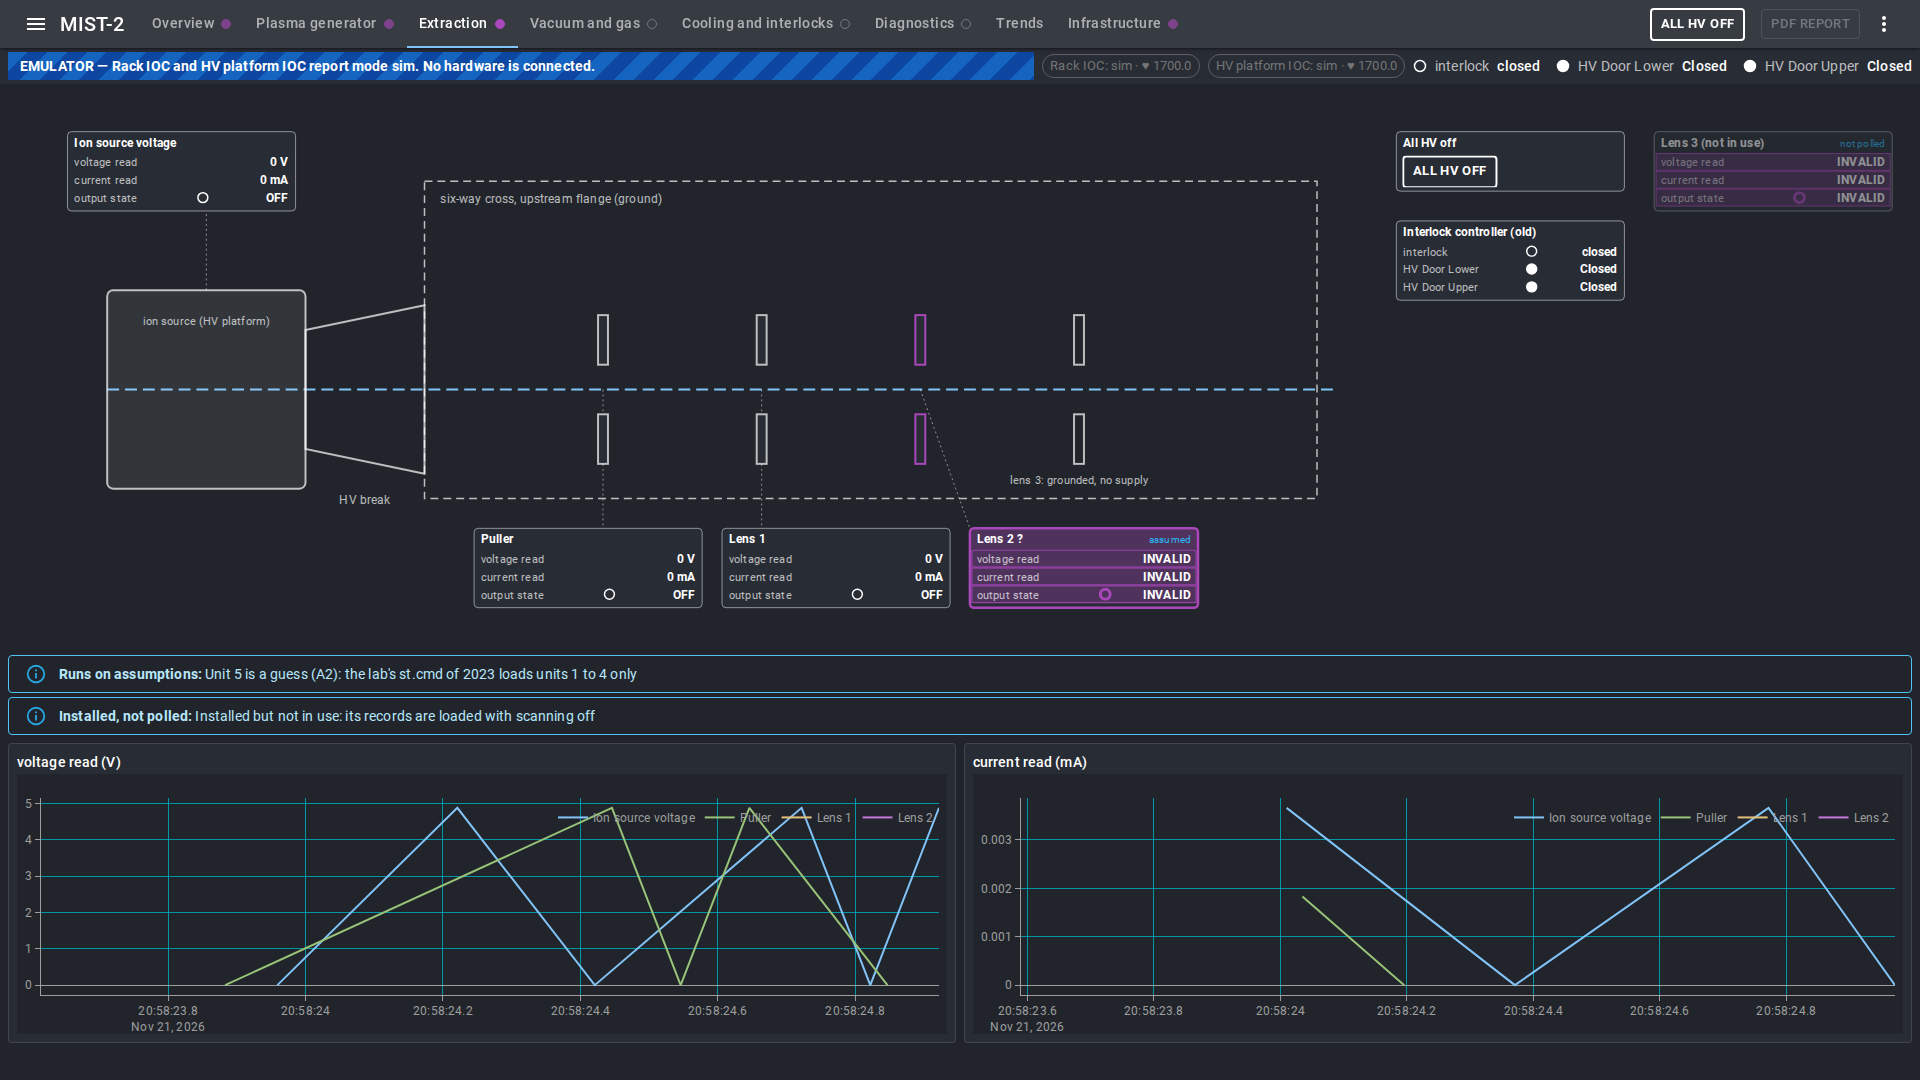 MIST-2 Overview Plasma generator Extraction Vacuum and gas Cooling and interlocks Diagnostics Trends Infrastructure ALL HV OFF PDF REPORT
EMULATOR — Rack IOC and HV platform IOC report mode sim. No hardware is connected. Rack IOC: sim · ♥ 1700.0 HV platform IOC: sim · ♥ 1700.0 interlock closed HV Door Lower Closed HV Door Upper Closed
Ion source voltage
voltage read 0 V
current read 0 mA
output state OFF
six-way cross, upstream flange (ground)
All HV off
ALL HV OFF
Lens 3 (not in use) not polled
voltage read INVALID
current read INVALID
output state INVALID
Interlock controller (old)
interlock closed
HV Door Lower Closed
HV Door Upper Closed
ion source (HV platform)
HV break
lens 3: grounded, no supply
Puller
voltage read 0 V
current read 0 mA
output state OFF
Lens 1
voltage read 0 V
current read 0 mA
output state OFF
Lens 2 ? assumed
voltage read INVALID
current read INVALID
output state INVALID
Runs on assumptions: Unit 5 is a guess (A2): the lab's st.cmd of 2023 loads units 1 to 4 only
Installed, not polled: Installed but not in use: its records are loaded with scanning off
voltage read (V)
Ion source voltage Puller Lens 1 Lens 2
5
4
3
2
1
0
20:58:23.8 20:58:24 20:58:24.2 20:58:24.4 20:58:24.6 20:58:24.8
Nov 21, 2026
current read (mA)
Ion source voltage Puller Lens 1 Lens 2
0.003
0.002
0.001
0
20:58:23.6 20:58:23.8 20:58:24 20:58:24.2 20:58:24.4 20:58:24.6 20:58:24.8
Nov 21, 2026